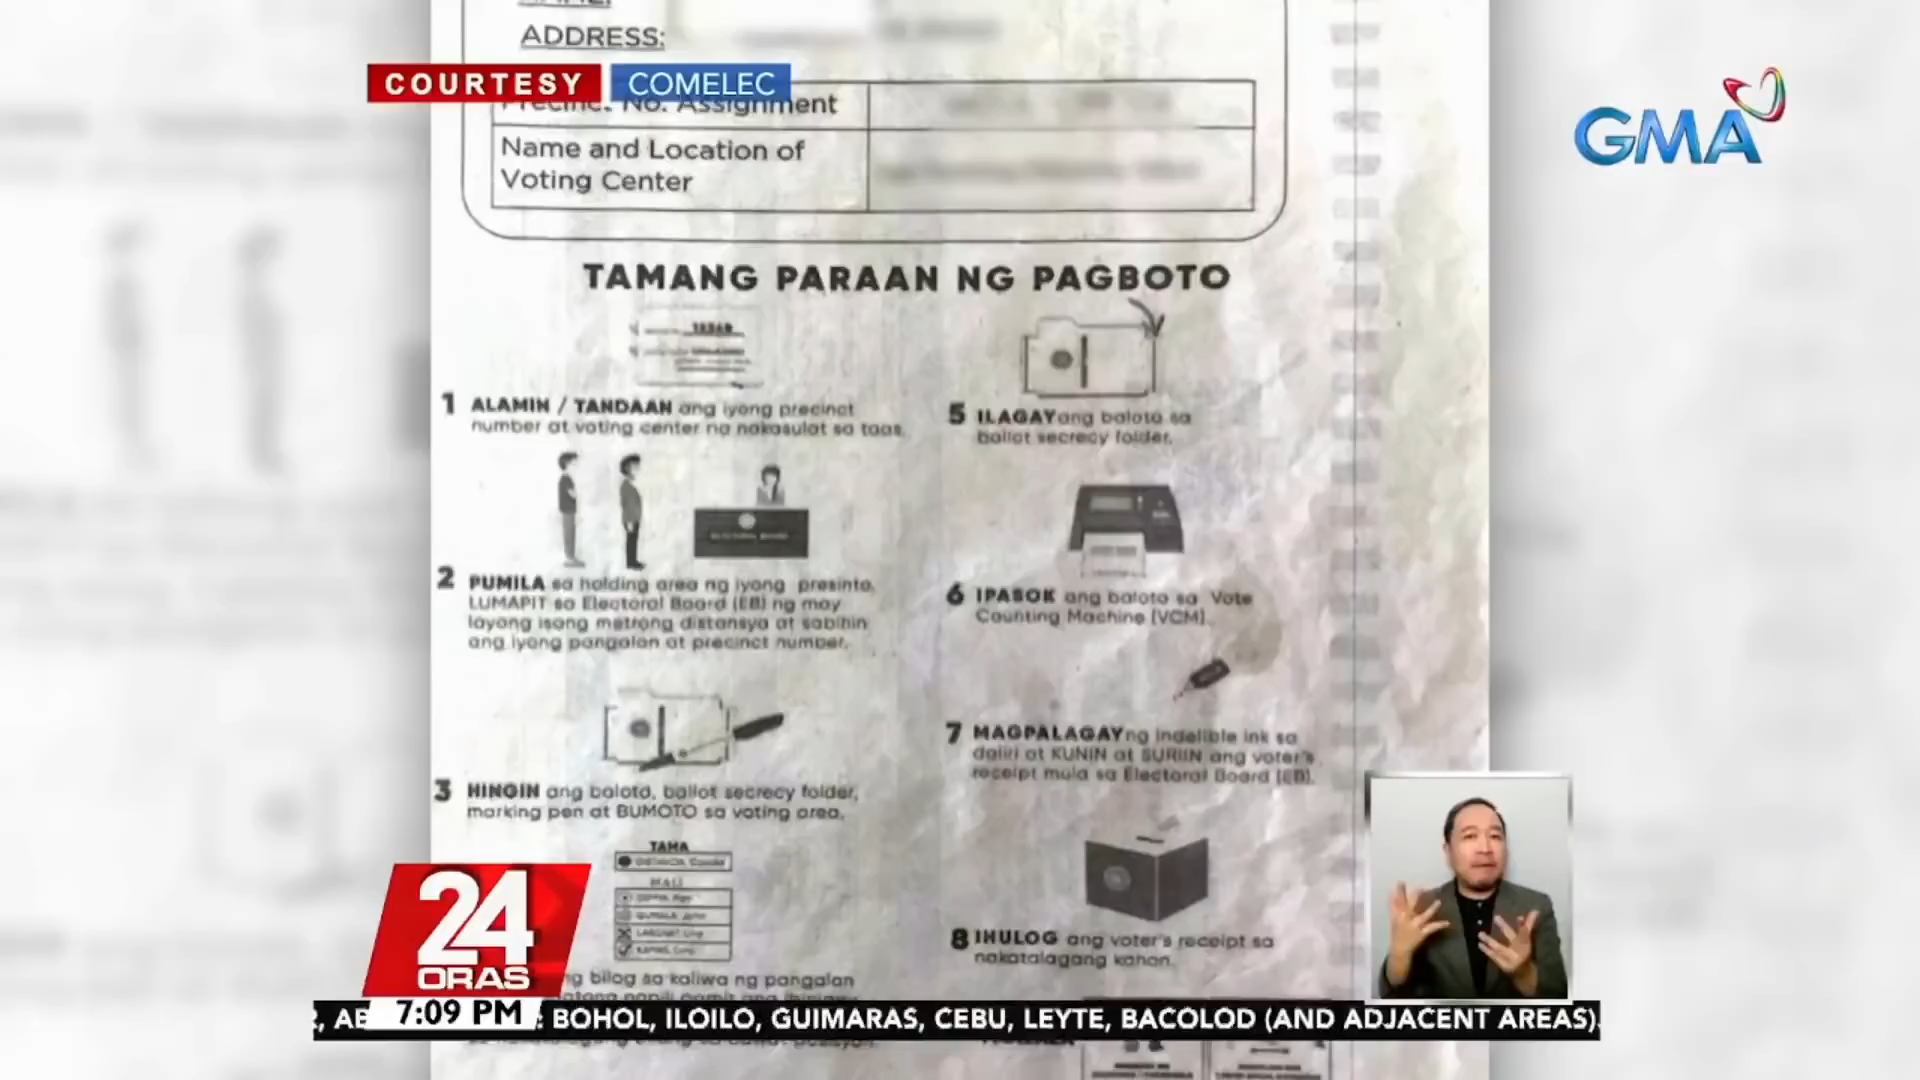 ADDRESS:
COURTESY COMELEC
Precinct No. Assignment
Name and Location of
Voting Center
GMA
TAMANG PARAAN NG PAGBOTO
1 ALAMIN / TANDAAN ang iyong precinct
number at voting center na nakasulat sa taas.
2 PUMILA sa holding area ng iyong presinto.
LUMAPIT sa Electoral Board (EB) ng may
layong isang metrong distansya at sabihin
ang iyong pangalan at precinct number.
3 HINGIN ang balota, ballot secrecy folder,
marking pen at BUMOTO sa voting area.
TAMA
MALI
ng bilog sa kaliwa ng pangalan
5 ILAGAY ang balota sa
ballot secrecy folder.
6 IPASOK ang balota sa Vote
Counting Machine (VCM).
7 MAGPALAGAY ng indelible ink sa
daliri at KUNIN at SURIIN ang voter's
receipt mula sa Electoral Board (EB).
8 IHULOG ang voter's receipt sa
nakatalagang kahon.
24
ORAS
7:09 PM
BOHOL, ILOILO, GUIMARAS, CEBU, LEYTE, BACOLOD (AND ADJACENT AREAS).